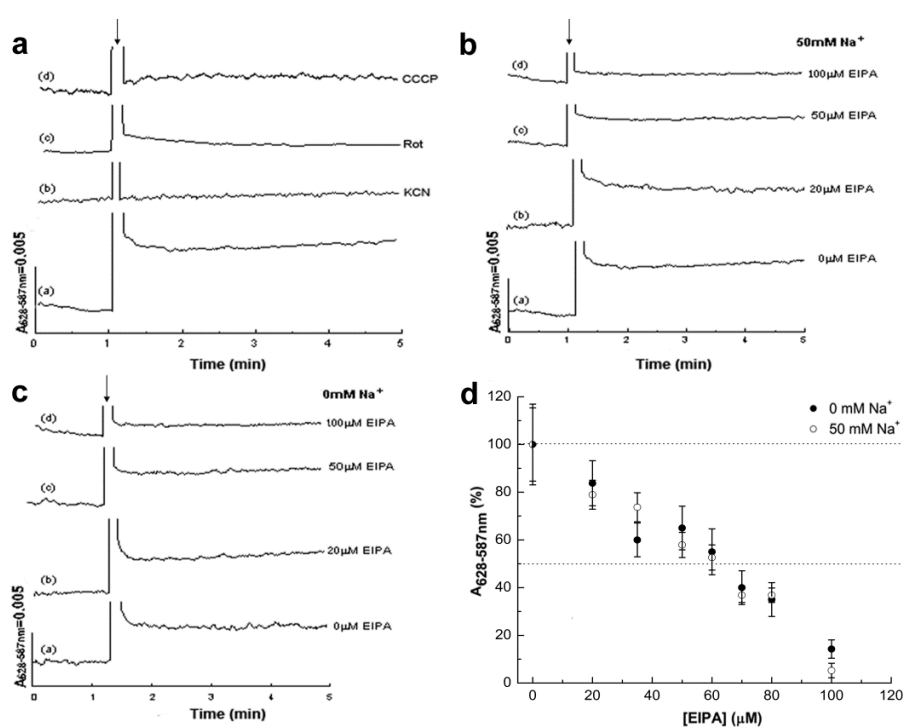 a
(d)
CCCP
(c)
Rot
(b)
KCN
(a)
A628-587nm=0.005
0 1 2 3 4 5
Time (min)
b
50mM Na+
(d)
100µM EIPA
(c)
50µM EIPA
20µM EIPA
(b)
0µM EIPA
(a)
A628-587nm=0.005
0 1 2 3 4 5
Time (min)
c
0mM Na+
(d)
100µM EIPA
(c)
50µM EIPA
20µM EIPA
(b)
0µM EIPA
(a)
A628-587nm=0.005
0 1 2 3 4 5
Time (min)
d
0 mM Na+
50 mM Na+
120
100
80
60
40
20
0
A628-587nm (%)
0 20 40 60 80 100 120
[EIPA] (µM)